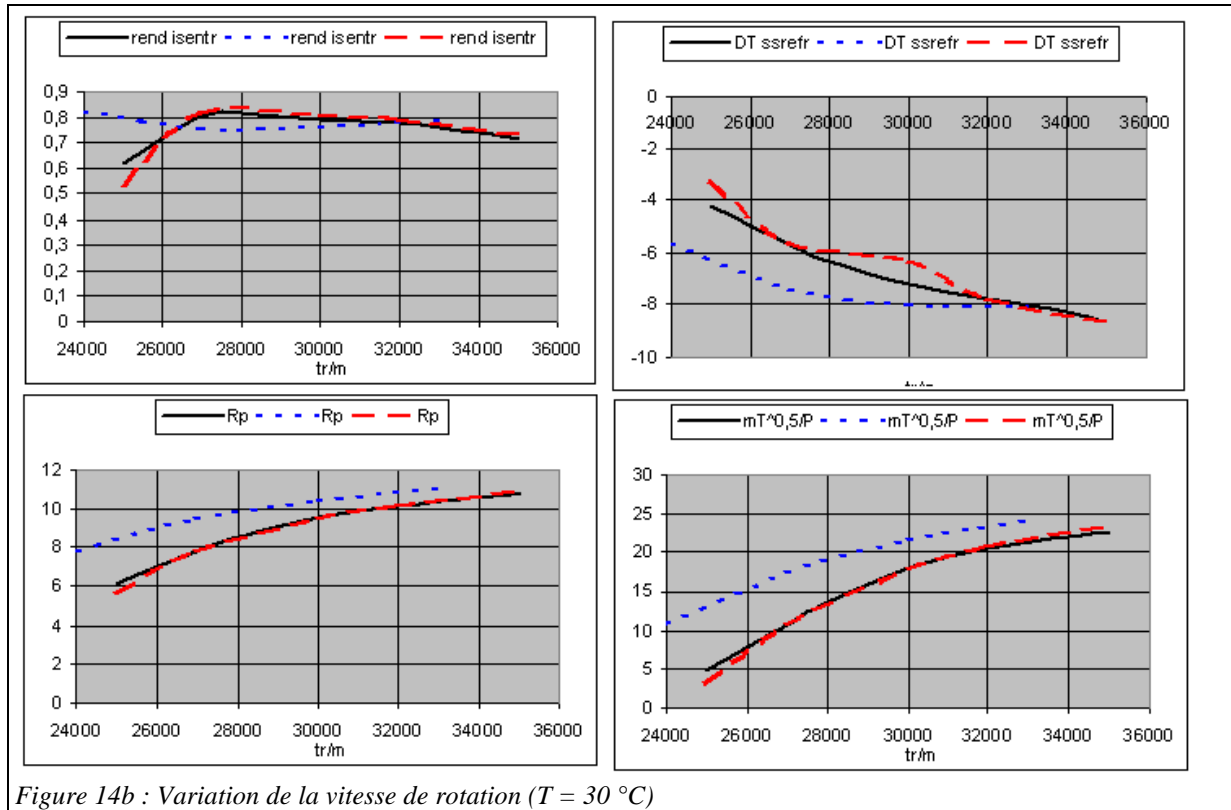 rend isentr rend isentr rend isentr
0,9
0,8
0,7
0,6
0,5
0,4
0,3
0,2
0,1
0
24000 26000 28000 30000 32000 34000 36000
tr/m
DT ssrefr DT ssrefr DT ssrefr
0
24000 26000 28000 30000 32000 34000 36000
-2
-4
-6
-8
-10
Rp Rp Rp
12
10
8
6
4
2
0
24000 26000 28000 30000 32000 34000 36000
tr/m
mT^0,5/P mT^0,5/P mT^0,5/P
30
25
20
15
10
5
0
24000 26000 28000 30000 32000 34000 36000
tr/m
Figure 14b : Variation de la vitesse de rotation (T = 30 °C)